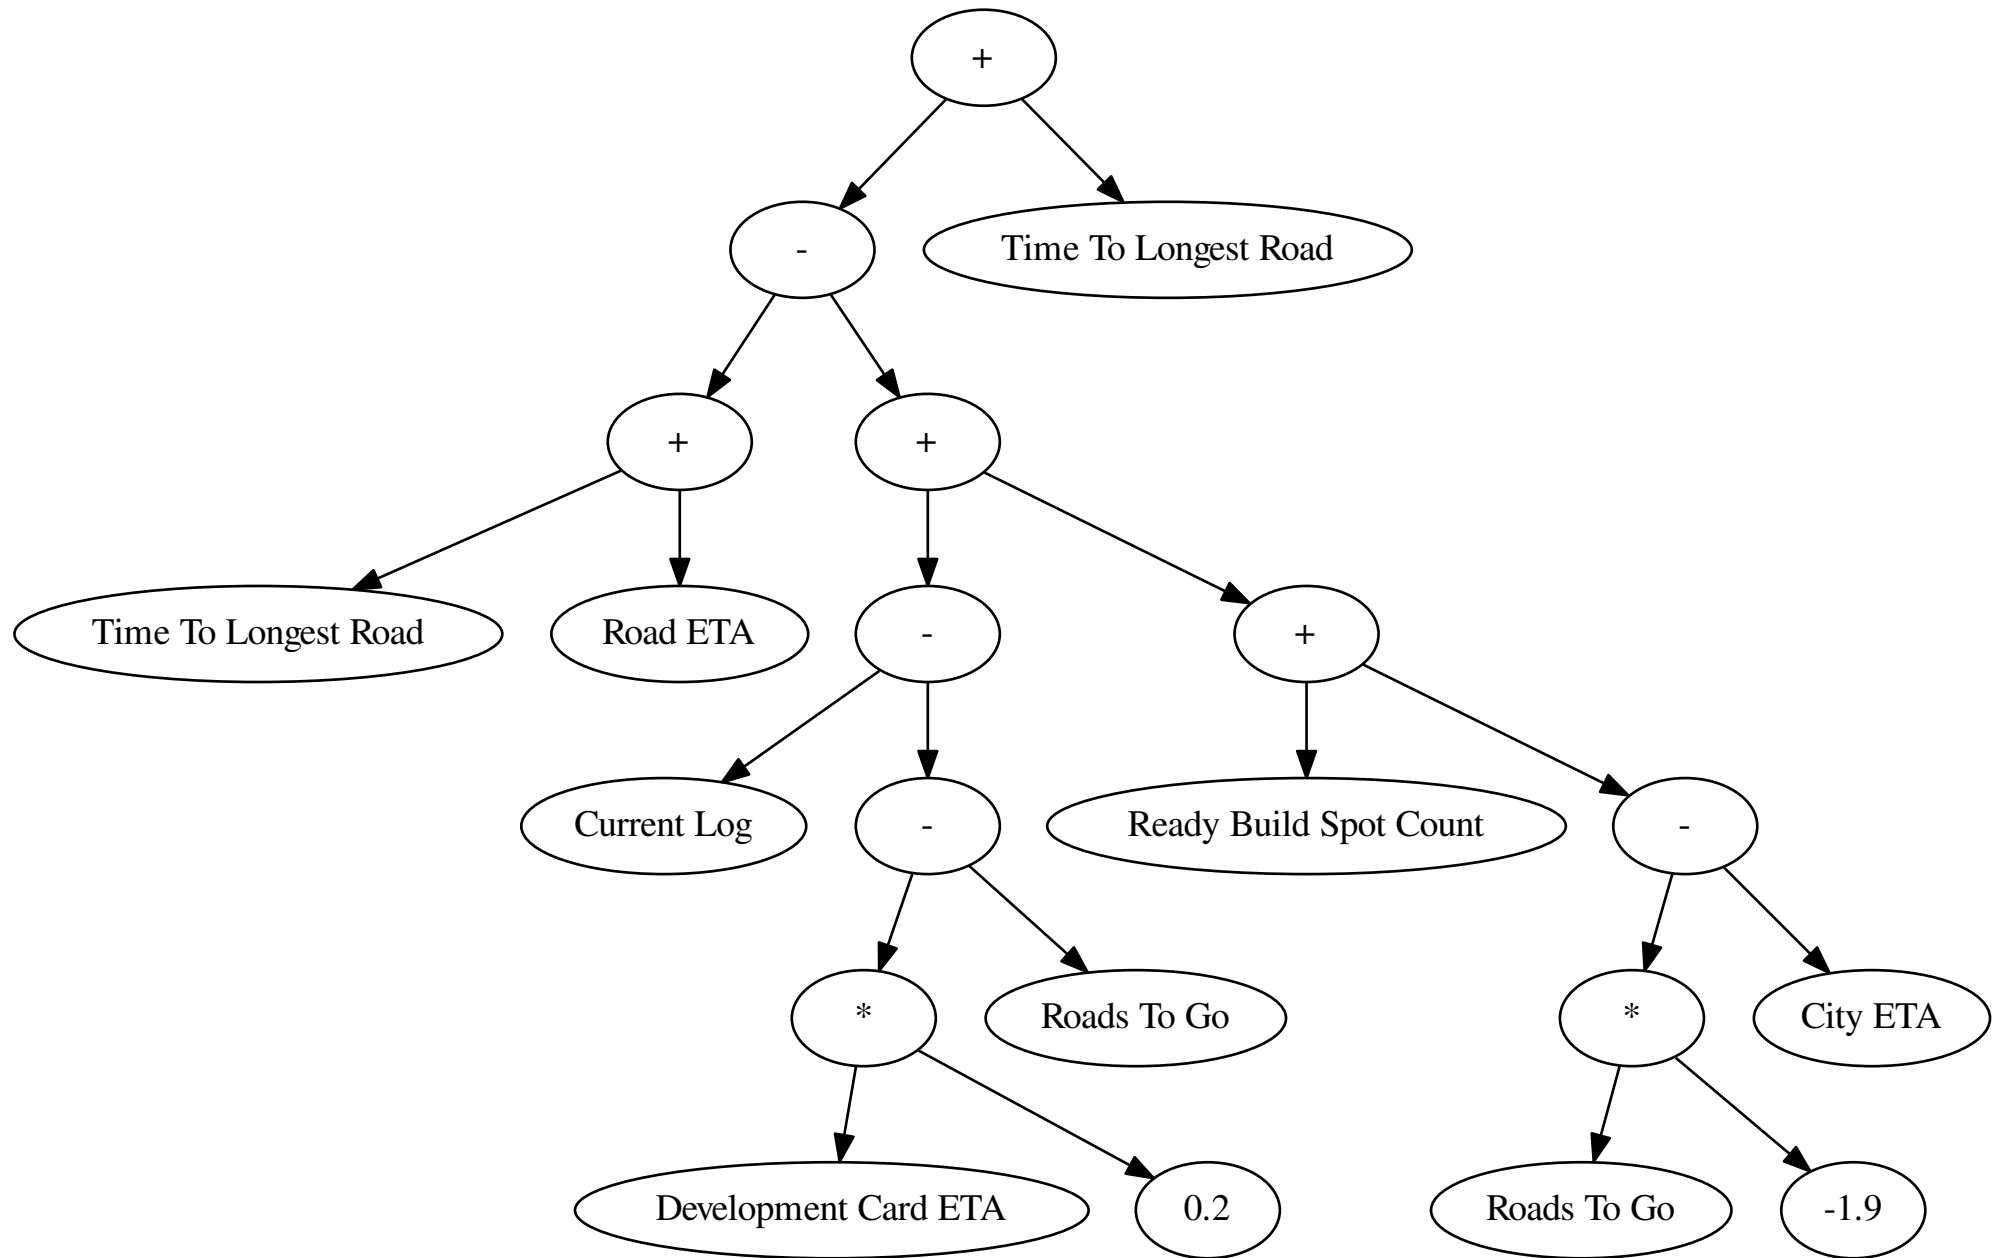 +
-
Time To Longest Road
+
+
Time To Longest Road
Road ETA
-
+
Current Log
-
Ready Build Spot Count
-
*
Roads To Go
*
City ETA
Development Card ETA
0.2
Roads To Go
-1.9